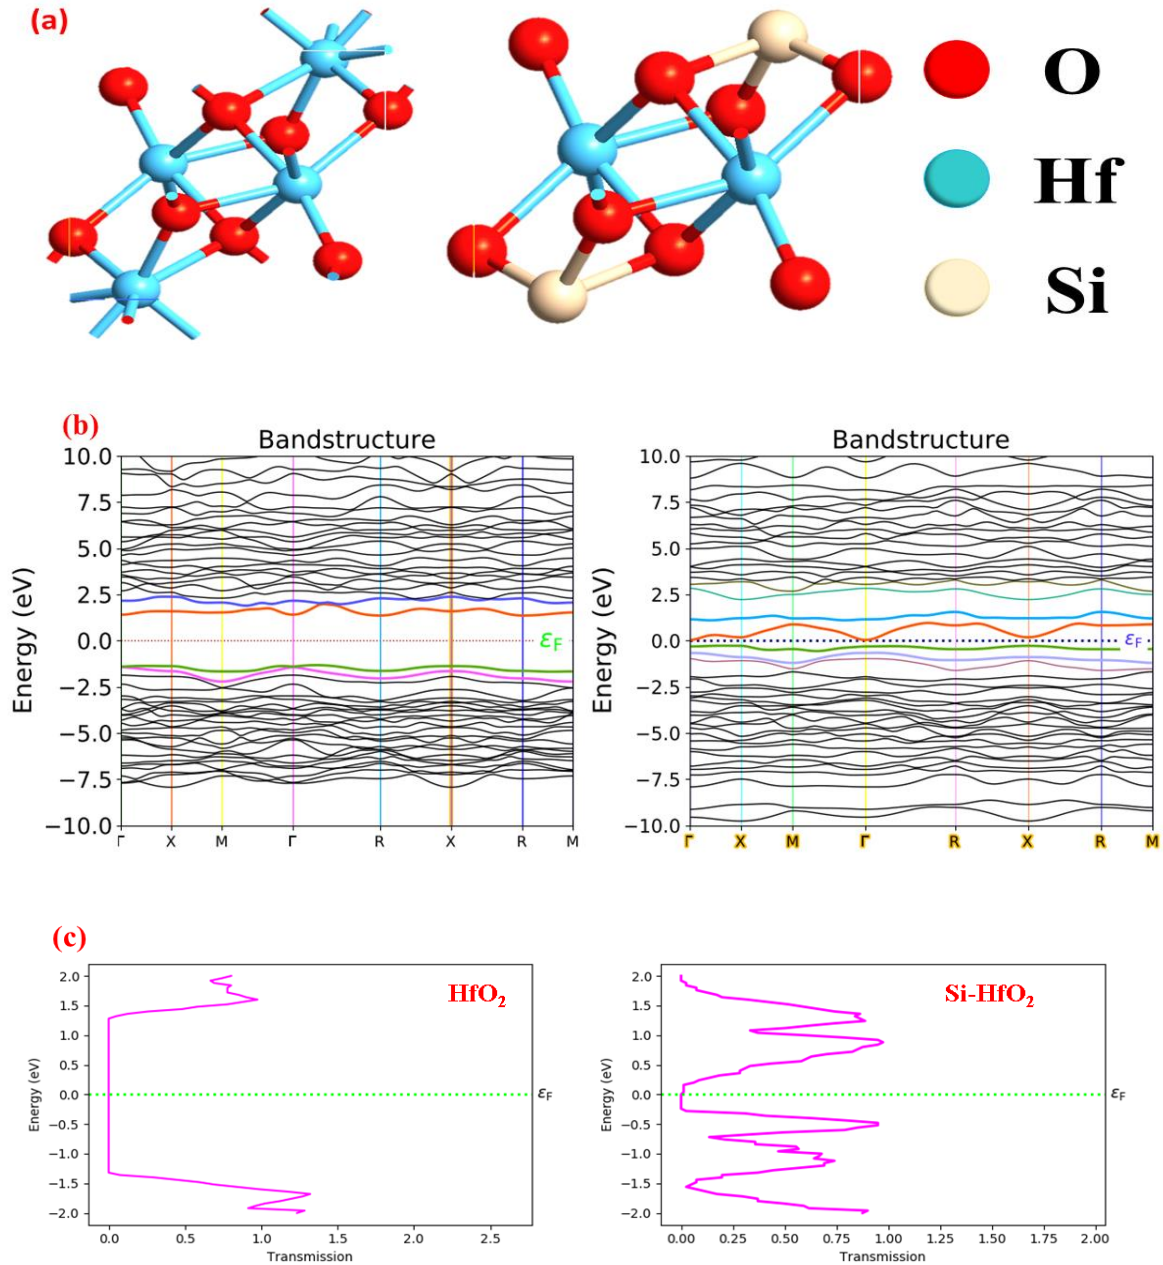 (a)
O
Hf
Si
(b)
Bandstructure
Energy (eV)
10.0
7.5
5.0
2.5
0.0
−2.5
−5.0
−7.5
−10.0
εF
Γ X M Γ R X R M
Bandstructure
Energy (eV)
10.0
7.5
5.0
2.5
0.0
−2.5
−5.0
−7.5
−10.0
εF
Γ X M Γ R X R M
(c)
HfO₂
Energy (eV)
2.0
1.5
1.0
0.5
0.0
−0.5
−1.0
−1.5
−2.0
εF
0.0 0.5 1.0 1.5 2.0 2.5
Transmission
Si-HfO₂
Energy (eV)
2.0
1.5
1.0
0.5
0.0
−0.5
−1.0
−1.5
−2.0
εF
0.00 0.25 0.50 0.75 1.00 1.25 1.50 1.75 2.00
Transmission